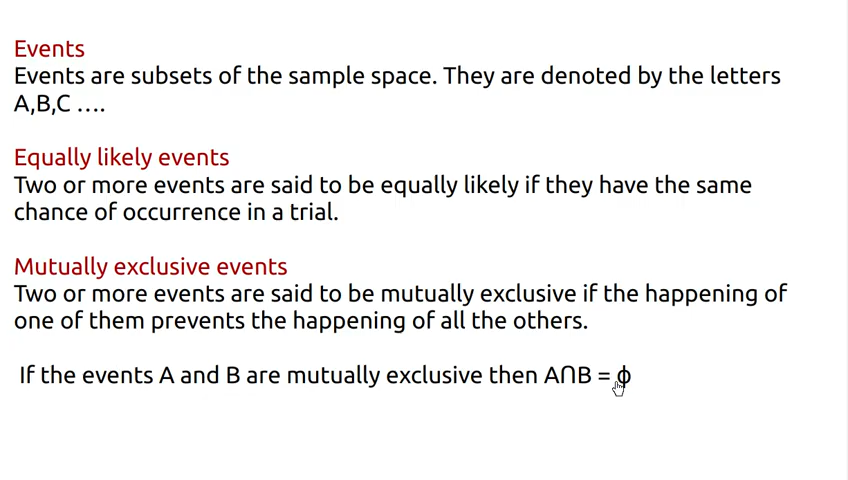 Events
Events are subsets of the sample space. They are denoted by the letters
A,B,C ....
Equally likely events
Two or more events are said to be equally likely if they have the same
chance of occurrence in a trial.
Mutually exclusive events
Two or more events are said to be mutually exclusive if the happening of
one of them prevents the happening of all the others.
If the events A and B are mutually exclusive then A∩B = ϕ